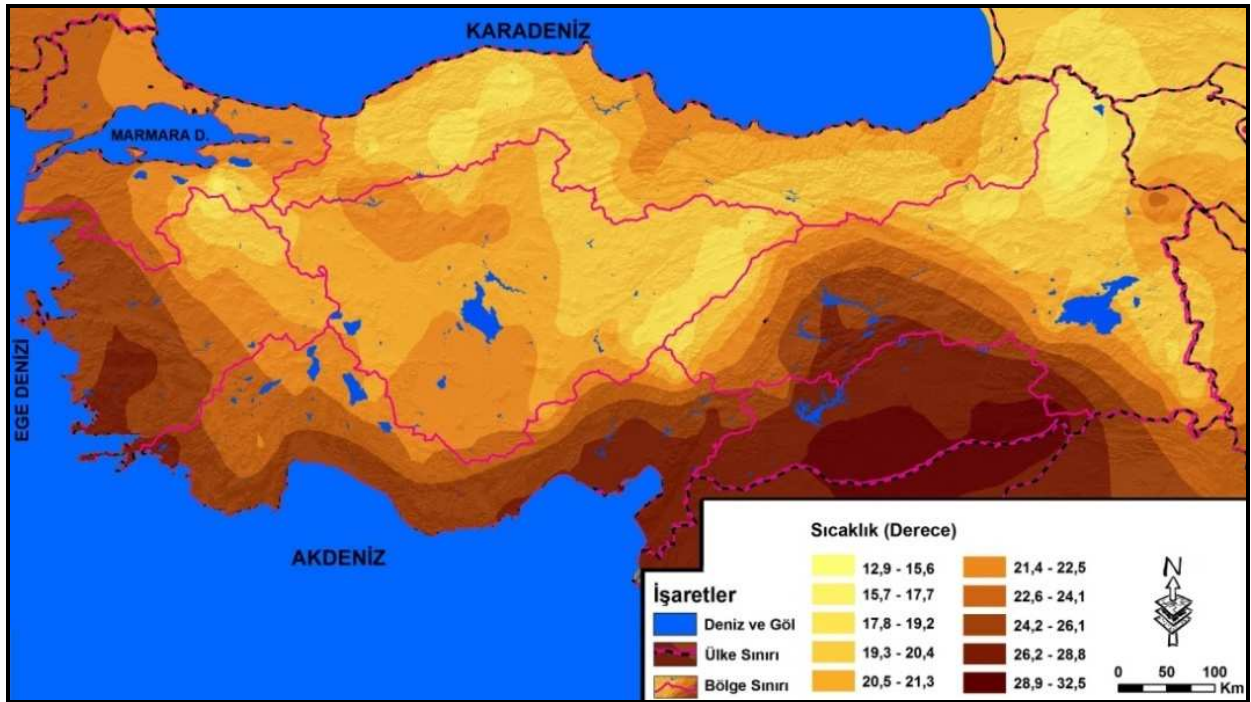 KARADENİZ
MARMARA D.
EGE DENİZİ
AKDENİZ
Sıcaklık (Derece)
12,9 - 15,6
15,7 - 17,7
17,8 - 19,2
19,3 - 20,4
20,5 - 21,3
21,4 - 22,5
22,6 - 24,1
24,2 - 26,1
26,2 - 28,8
28,9 - 32,5
İşaretler
Deniz ve Göl
Ülke Sınırı
Bölge Sınırı
N
0 50 100
Km